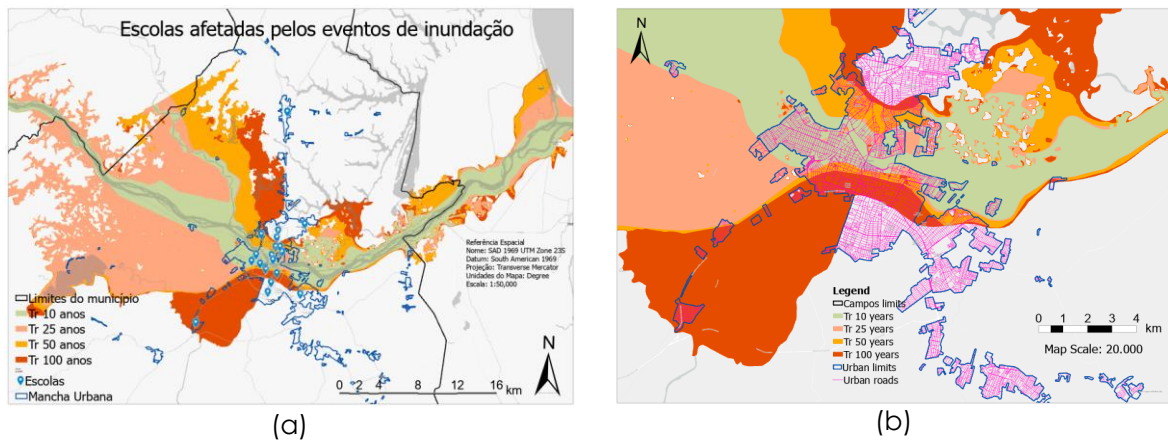 Escolas afetadas pelos eventos de inundação
Referência Espacial
Nome: SAD 1969 UTM Zone 23S
Datum: South American 1969
Projeção: Transverse Mercator
Unidades do Mapa: Degree
Escala: 1:50,000
Limites do município
Tr 10 anos
Tr 25 anos
Tr 50 anos
Tr 100 anos
Escolas
Mancha Urbana
N
0 2 4 8 12 16
km
(a)
N
Legend
Campos limits
Tr 10 years
Tr 25 years
Tr 50 years
Tr 100 years
Urban limits
Urban roads
0 1 2 3 4
km
Map Scale: 20.000
(b)